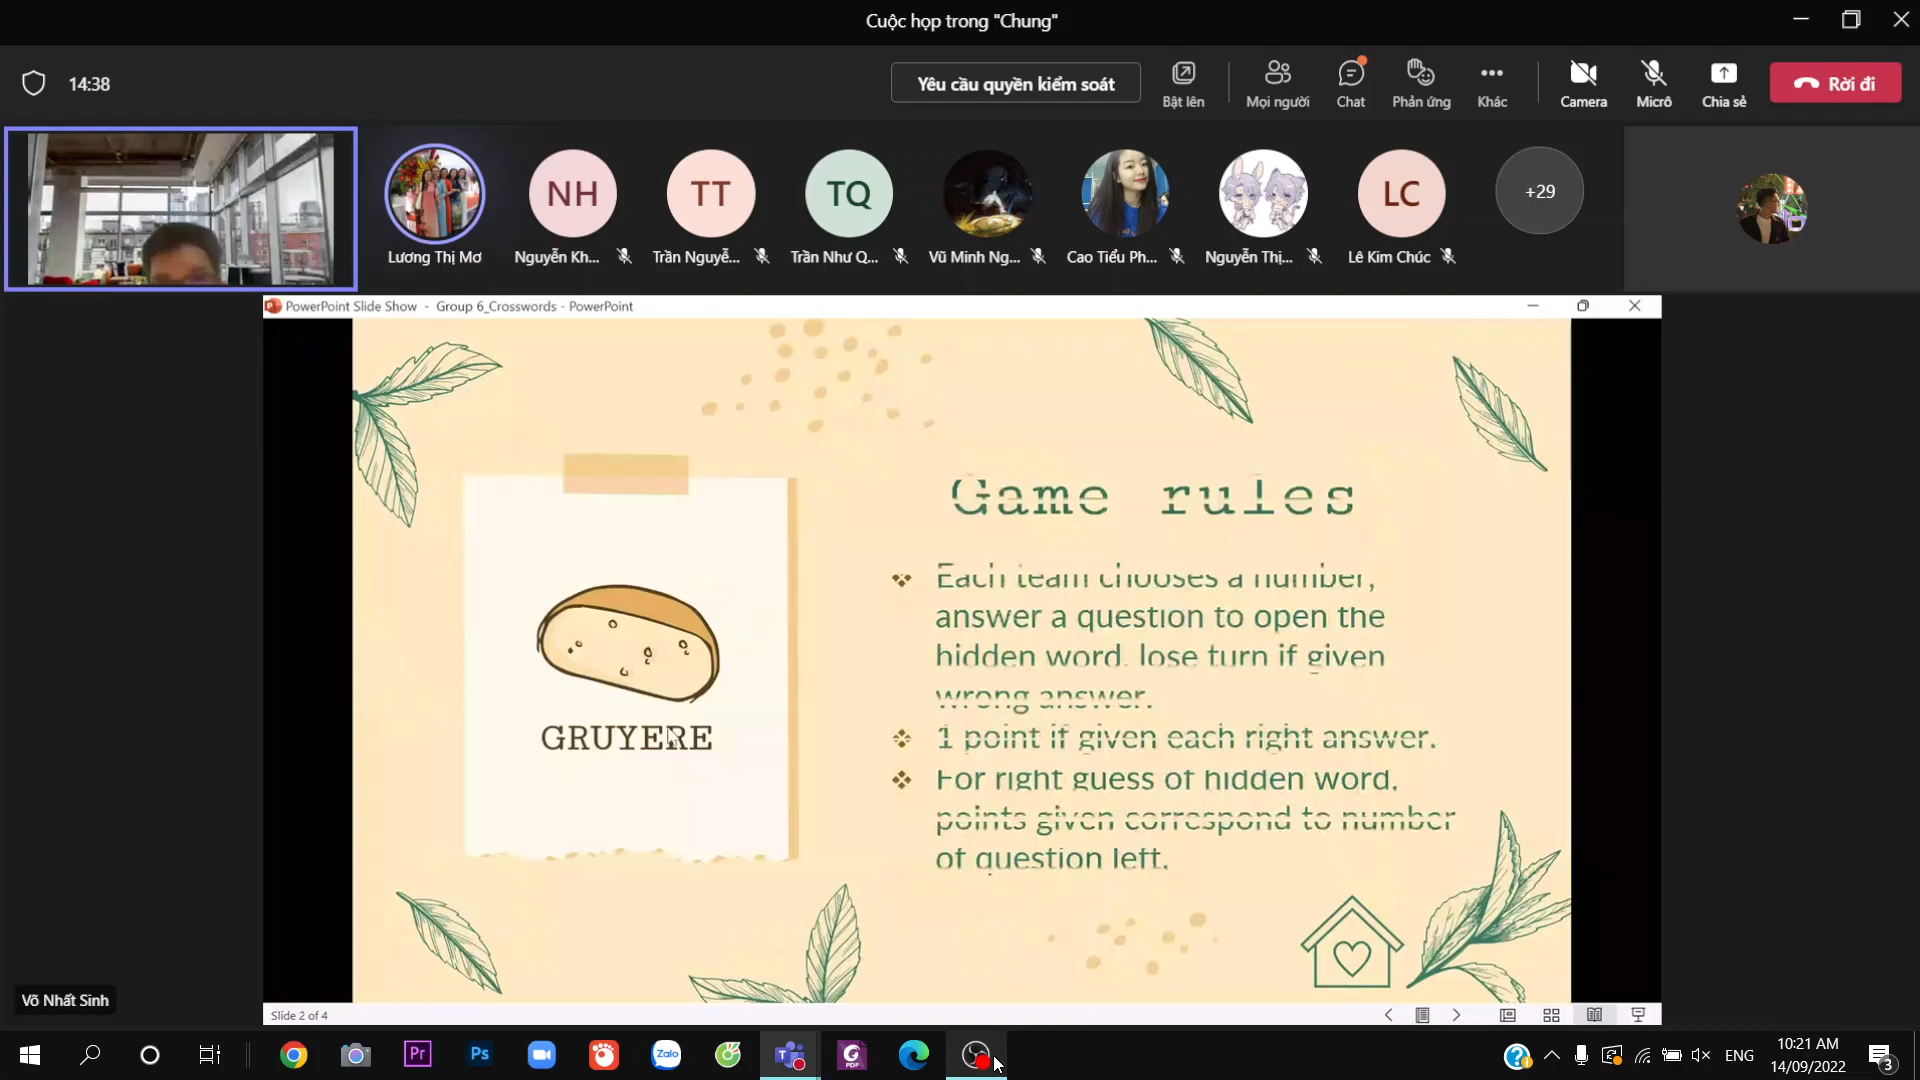 Cuộc họp trong "Chung"
14:38
Yêu cầu quyền kiểm soát
Bật lên
Mọi người
Chat
Phản ứng
Khác
Camera
Micrô
Chia sẻ
Rời đi
NH
TT
TQ
LC
+29
Lương Thị Mơ
Nguyễn Kh...
Trần Nguyễ...
Trần Như Q...
Vũ Minh Ng...
Cao Tiểu Ph...
Nguyễn Thị...
Lê Kim Chúc
PowerPoint Slide Show - Group 6_Crosswords - PowerPoint
GRUYERE
Game rules
❖ Each team chooses a number,
answer a question to open the
hidden word, lose turn if given
wrong answer.
❖ 1 point if given each right answer.
❖ For right guess of hidden word,
points given correspond to number
of question left.
Võ Nhất Sinh
Slide 2 of 4
Pr
Ps
Zalo
PDF
ENG
10:21 AM
14/09/2022
3